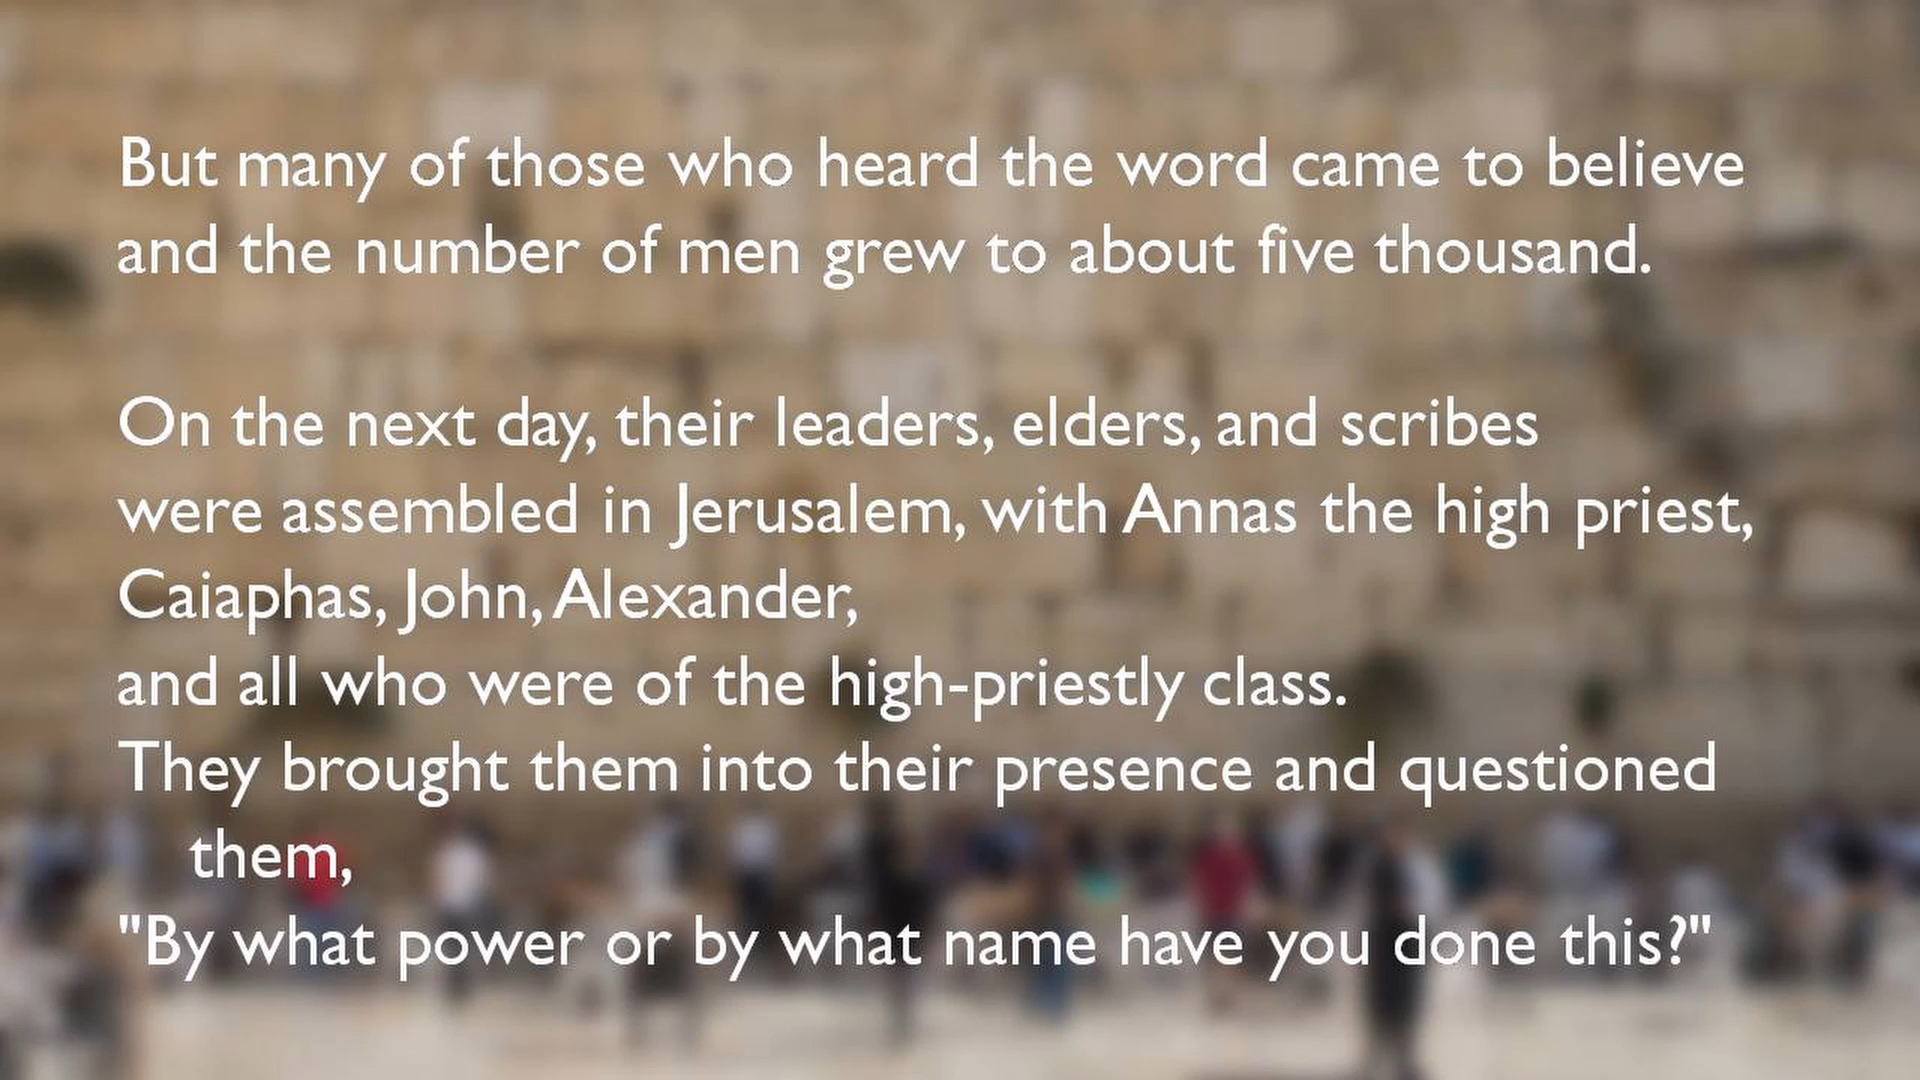 But many of those who heard the word came to believe
and the number of men grew to about five thousand.
On the next day, their leaders, elders, and scribes
were assembled in Jerusalem, with Annas the high priest,
Caiaphas, John, Alexander,
and all who were of the high-priestly class.
They brought them into their presence and questioned
them,
"By what power or by what name have you done this?"